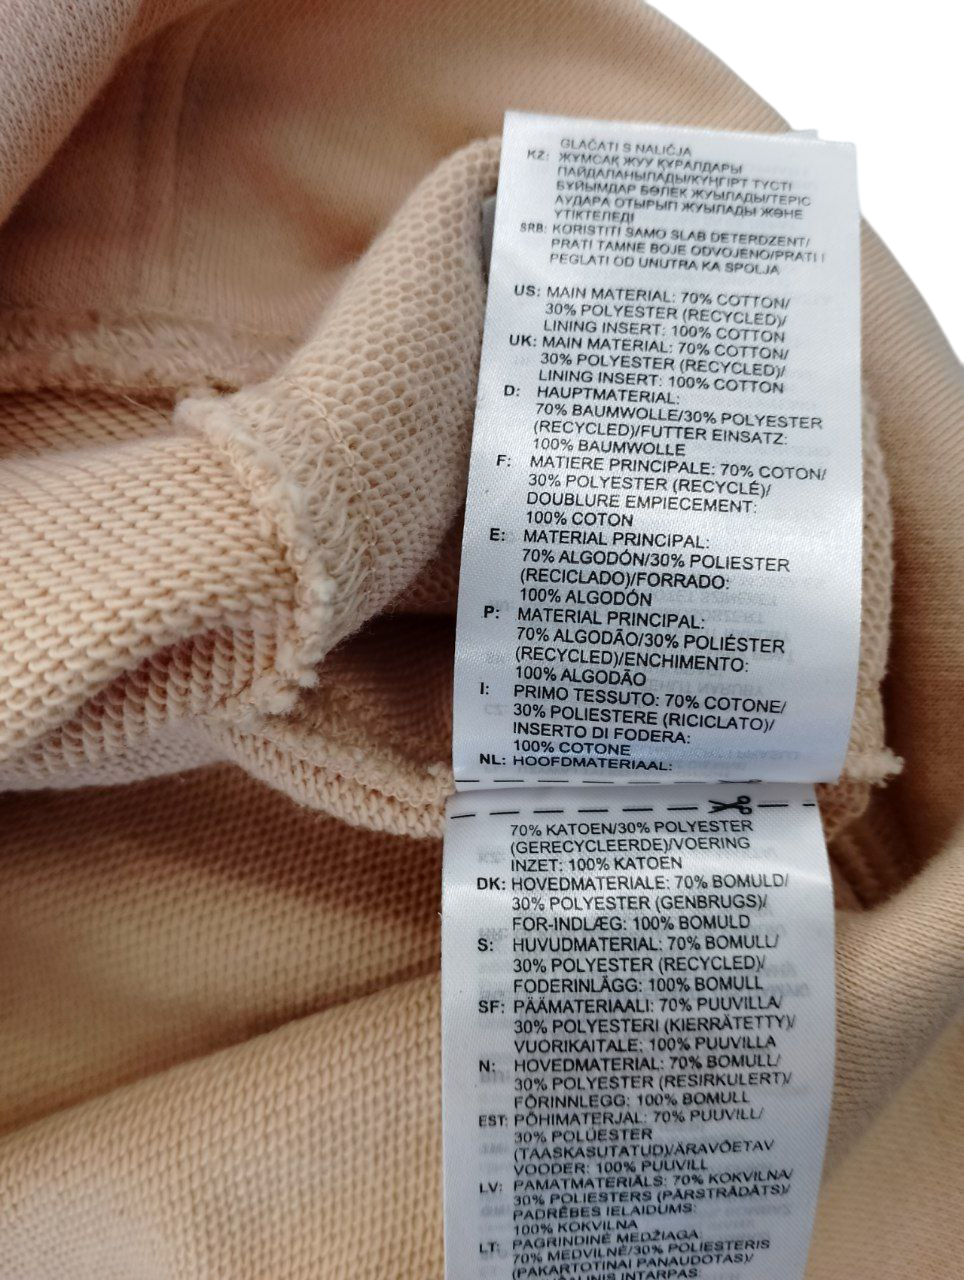 GLAČATI S NALIČJA
KZ: ЖҰМСАҚ ЖУУ ҚҰРАЛДАРЫ
ПАЙДАЛАНЫЛАДЫ/КҮҢГІРТ ТҮСТІ
БҰЙЫМДАР БӨЛЕК ЖУЫЛАДЫ/ТЕРІС
АУДАРА ОТЫРЫП ЖУЫЛАДЫ ЖӘНЕ
ҮТІКТЕЛЕДІ
SRB: KORISTITI SAMO SLAB DETERDZENT/
PRATI TAMNE BOJE ODVOJENO/PRATI I
PEGLATI OD UNUTRA KA SPOLJA
US: MAIN MATERIAL: 70% COTTON/
30% POLYESTER (RECYCLED)/
LINING INSERT: 100% COTTON
UK: MAIN MATERIAL: 70% COTTON/
30% POLYESTER (RECYCLED)/
LINING INSERT: 100% COTTON
D: HAUPTMATERIAL:
70% BAUMWOLLE/30% POLYESTER
(RECYCLED)/FUTTER EINSATZ:
100% BAUMWOLLE
F: MATIERE PRINCIPALE: 70% COTON/
30% POLYESTER (RECYCLÉ)/
DOUBLURE EMPIECEMENT:
100% COTON
E: MATERIAL PRINCIPAL:
70% ALGODÓN/30% POLIESTER
(RECICLADO)/FORRADO:
100% ALGODÓN
P: MATERIAL PRINCIPAL:
70% ALGODÃO/30% POLIÉSTER
(RECYCLED)/ENCHIMENTO:
100% ALGODÃO
I: PRIMO TESSUTO: 70% COTONE/
30% POLIESTERE (RICICLATO)/
INSERTO DI FODERA:
100% COTONE
NL: HOOFDMATERIAAL:
70% KATOEN/30% POLYESTER
(GERECYCLEERDE)/VOERING
INZET: 100% KATOEN
DK: HOVEDMATERIALE: 70% BOMULD/
30% POLYESTER (GENBRUGS)/
FOR-INDLÆG: 100% BOMULD
S: HUVUDMATERIAL: 70% BOMULL/
30% POLYESTER (RECYCLED)/
FODERINLÄGG: 100% BOMULL
SF: PÄÄMATERIAALI: 70% PUUVILLA/
30% POLYESTERI (KIERRÄTETTY)/
VUORIKAITALE: 100% PUUVILLA
N: HOVEDMATERIAL: 70% BOMULL/
30% POLYESTER (RESIRKULERT)/
FÔRINNLEGG: 100% BOMULL
EST: PÕHIMATERJAL: 70% PUUVILL/
30% POLÜESTER
(TAASKASUTATUD)/ÄRAVÕETAV
VOODER: 100% PUUVILL
LV: PAMATMATERIĀLS: 70% KOKVILNA/
30% POLIESTERS (PĀRSTRĀDĀTS)/
PADRĒBES IELAIDUMS:
100% KOKVILNA
LT: PAGRINDINĖ MEDŽIAGA:
70% MEDVILNĖ/30% POLIESTERIS
(PAKARTOTINAI PANAUDOTAS)/
INTARPAS: